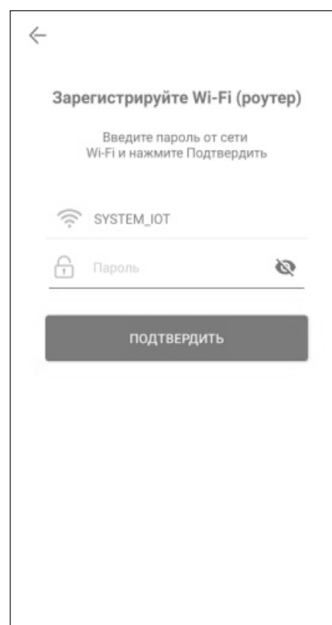 Зарегистрируйте Wi-Fi (роутер)
Введите пароль от сети
Wi-Fi и нажмите Подтвердить
SYSTEM_IOT
Пароль
ПОДТВЕРДИТЬ